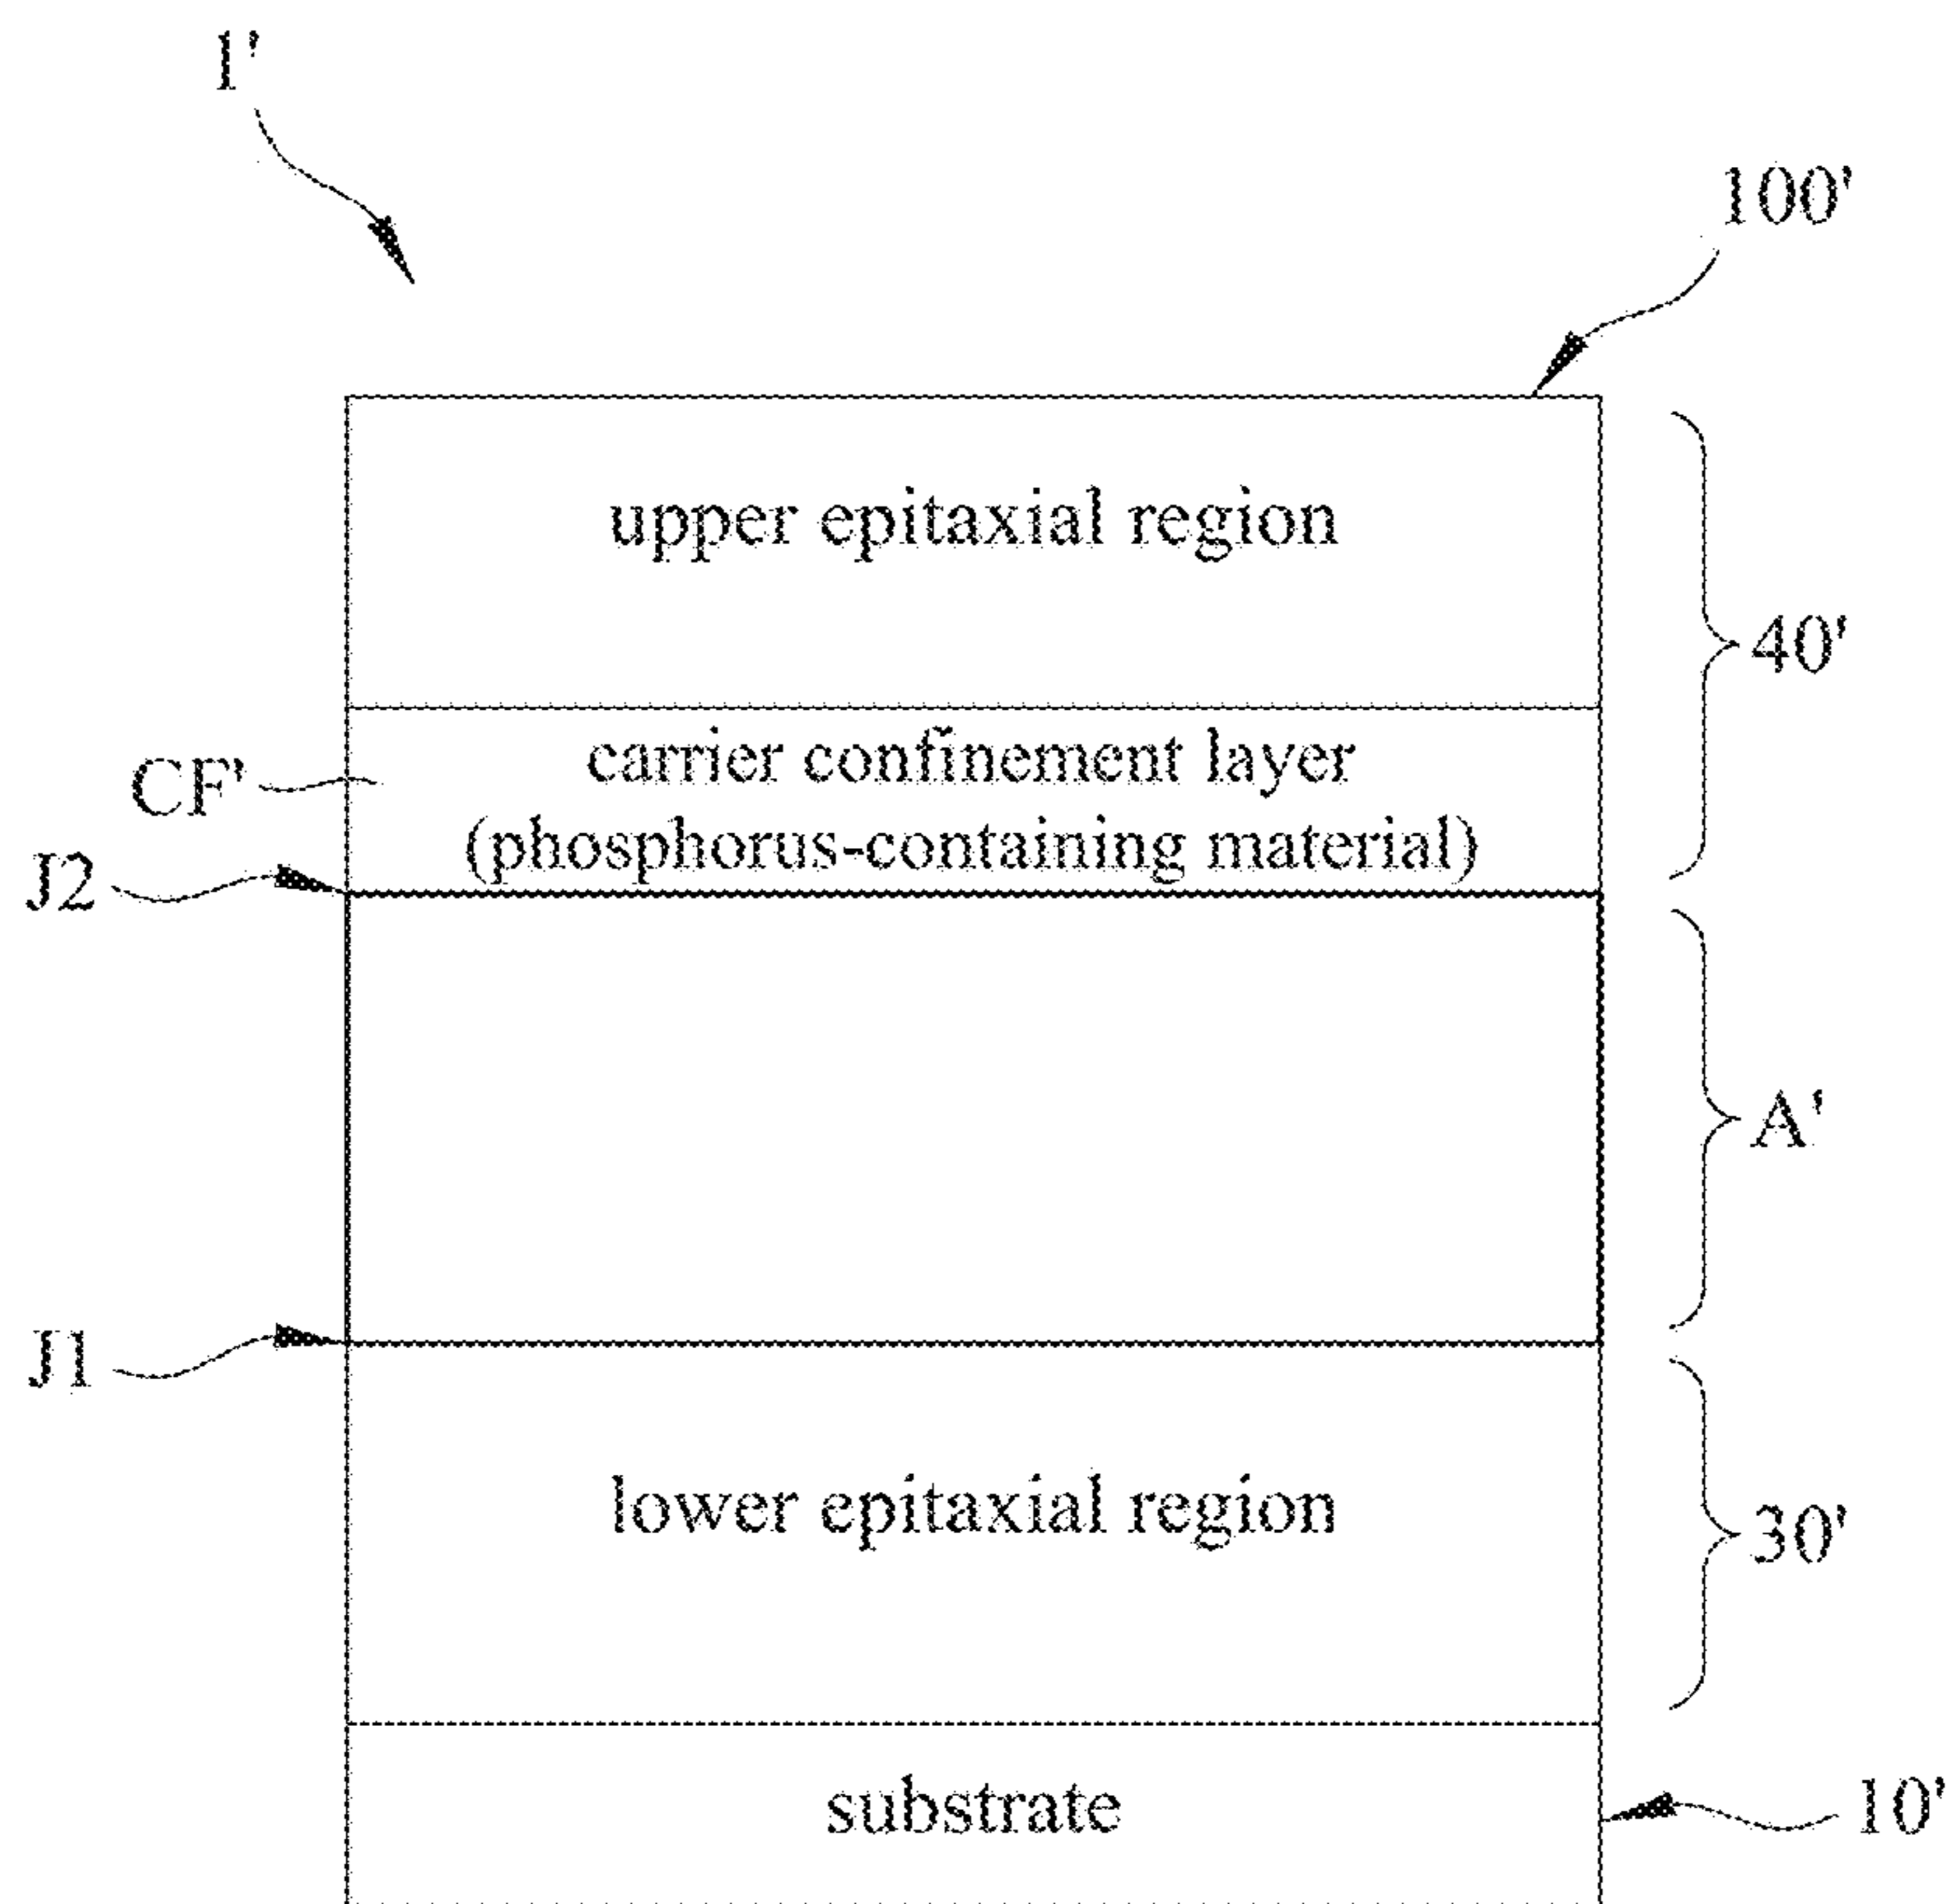 1'
100'
upper epitaxial region
40'
carrier confinement layer
CF'
(phosphorus-containing material)
J2
A'
J1
lower epitaxial region
30'
substrate
10'